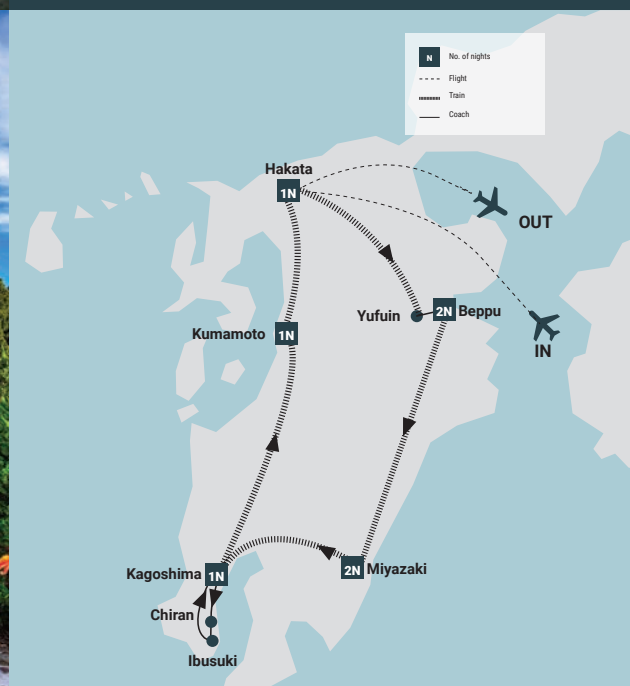 N No. of nights
Flight
Train
Coach
Hakata
1N
OUT
Yufuin
2N Beppu
Kumamoto 1N
IN
Kagoshima 1N
2N Miyazaki
Chiran
Ibusuki